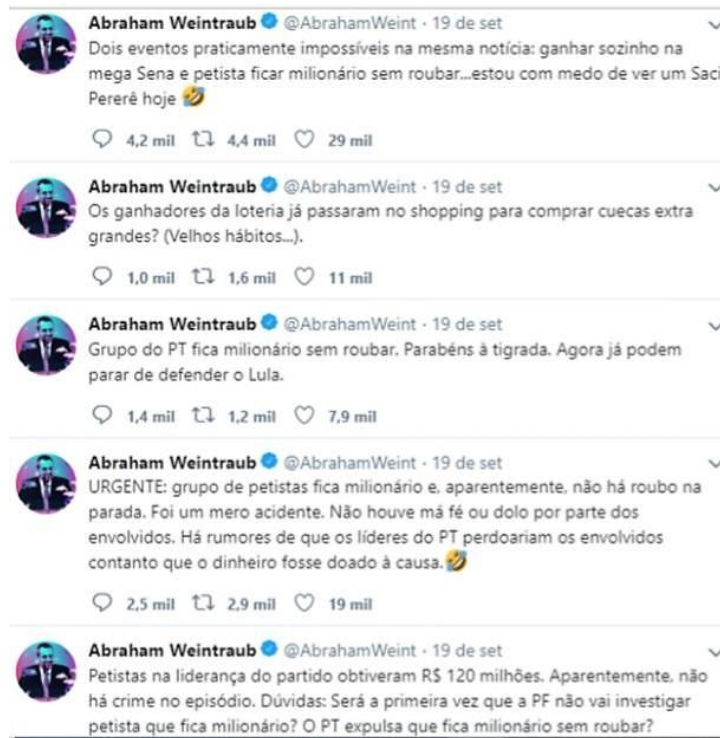 Abraham Weintraub @AbrahamWeint · 19 de set
Dois eventos praticamente impossíveis na mesma notícia: ganhar sozinho na
mega Sena e petista ficar milionário sem roubar...estou com medo de ver um Saci
Pererê hoje 🤣
4,2 mil 4,4 mil 29 mil
Abraham Weintraub @AbrahamWeint · 19 de set
Os ganhadores da loteria já passaram no shopping para comprar cuecas extra
grandes? (Velhos hábitos...).
1,0 mil 1,6 mil 11 mil
Abraham Weintraub @AbrahamWeint · 19 de set
Grupo do PT fica milionário sem roubar. Parabéns à tigrada. Agora já podem
parar de defender o Lula.
1,4 mil 1,2 mil 7,9 mil
Abraham Weintraub @AbrahamWeint · 19 de set
URGENTE: grupo de petistas fica milionário e, aparentemente, não há roubo na
parada. Foi um mero acidente. Não houve má fé ou dolo por parte dos
envolvidos. Há rumores de que os líderes do PT perdoariam os envolvidos
contanto que o dinheiro fosse doado à causa.🤣
2,5 mil 2,9 mil 19 mil
Abraham Weintraub @AbrahamWeint · 19 de set
Petistas na liderança do partido obtiveram R$ 120 milhões. Aparentemente, não
há crime no episódio. Dúvidas: Será a primeira vez que a PF não vai investigar
petista que fica milionário? O PT expulsa que fica milionário sem roubar?